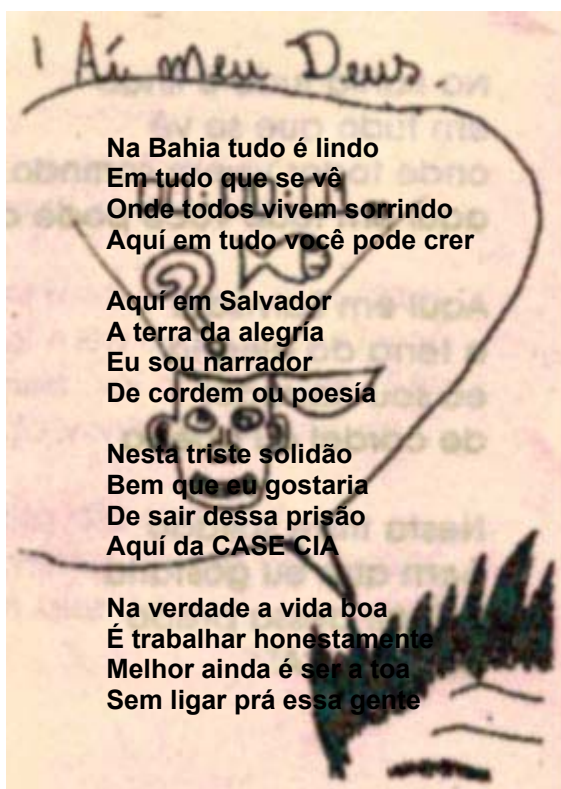 Aí meu Deus.
Na Bahia tudo é lindo
Em tudo que se vê
Onde todos vivem sorrindo
Aquí em tudo você pode crer
Aquí em Salvador
A terra da alegría
Eu sou narrador
De cordem ou poesía
Nesta triste solidão
Bem que eu gostaria
De sair dessa prisão
Aquí da CASE CIA
Na verdade a vida boa
É trabalhar honestamente
Melhor ainda é ser a toa
Sem ligar prá essa gente